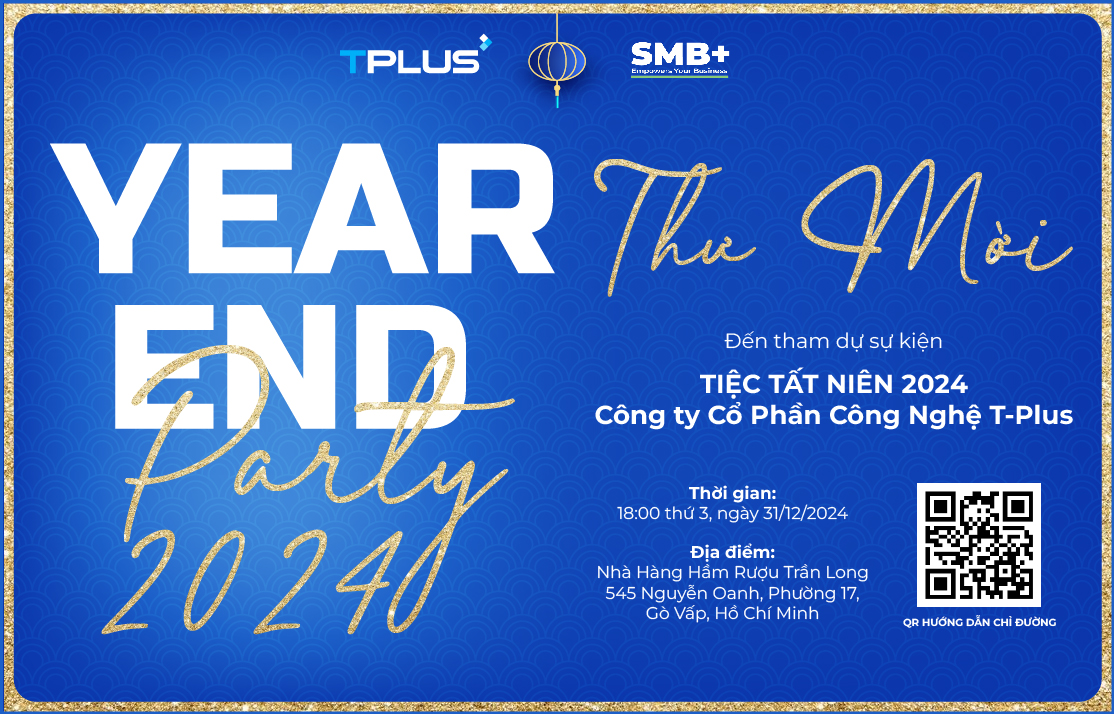 TPLUS
SMB+
Empowers Your Business
YEAR
END
Party
2024
Thư Mời
Đến tham dự sự kiện
TIỆC TẤT NIÊN 2024
Công ty Cổ Phần Công Nghệ T-Plus
Thời gian:
18:00 thứ 3, ngày 31/12/2024
Địa điểm:
Nhà Hàng Hầm Rượu Trần Long
545 Nguyễn Oanh, Phường 17,
Gò Vấp, Hồ Chí Minh
QR HƯỚNG DẪN CHỈ ĐƯỜNG